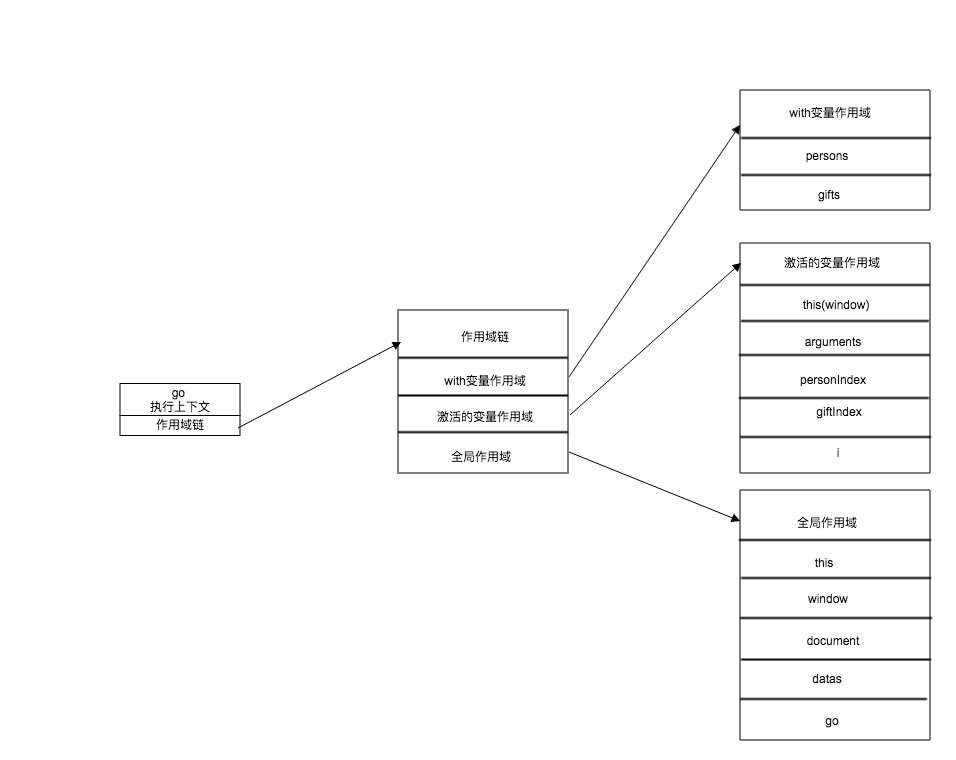 go
执行上下文
作用域链
作用域链
with变量作用域
激活的变量作用域
全局作用域
with变量作用域
persons
gifts
激活的变量作用域
this(window)
arguments
personIndex
giftIndex
i
全局作用域
this
window
document
datas
go